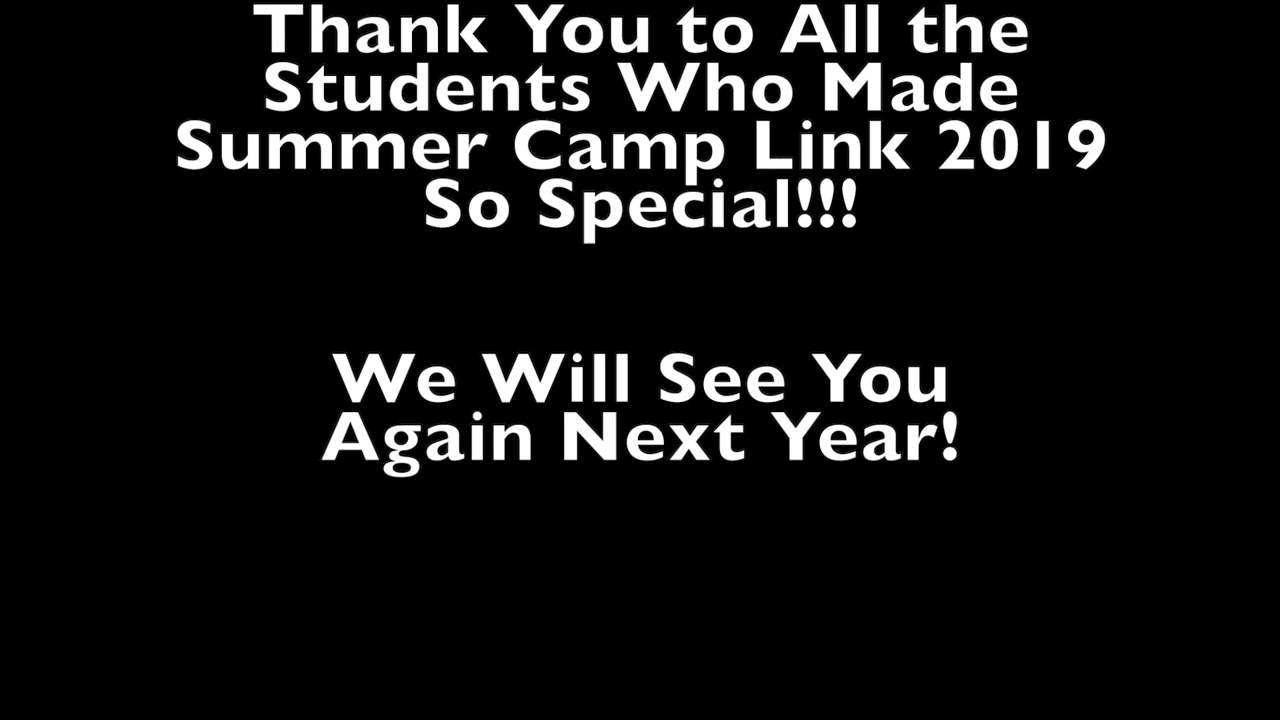 Thank You to All the
Students Who Made
Summer Camp Link 2019
So Special!!!
We Will See You
Again Next Year!